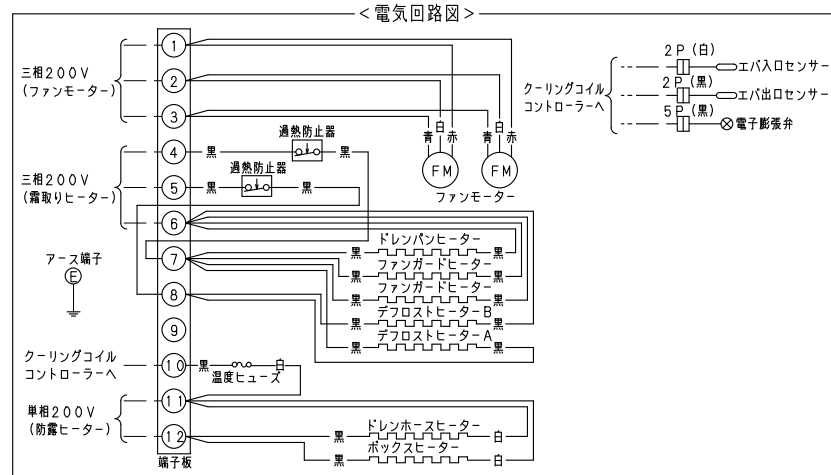 <電気回路図>
三相200V
(ファンモーター)
三相200V
(霜取りヒーター)
アース端子
E
クーリングコイル
コントローラーへ
単相200V
(防露ヒーター)
1
2
3
4
5
6
7
8
9
10
11
12
端子板
黒
過熱防止器
黒
黒
過熱防止器
黒
青
白
赤
青
白
赤
FM
FM
ファンモーター
クーリングコイル
コントローラーへ
2P(白)
エバ入口センサー
2P(黒)
エバ出口センサー
5P(黒)
電子膨張弁
黒 ドレンパンヒーター 黒
黒 ファンガードヒーター 黒
黒 ファンガードヒーター 黒
黒 デフロストヒーターB 黒
黒 デフロストヒーターA 黒
黒
温度ヒューズ
白
黒 ドレンホースヒーター 白
黒 ボックスヒーター 白